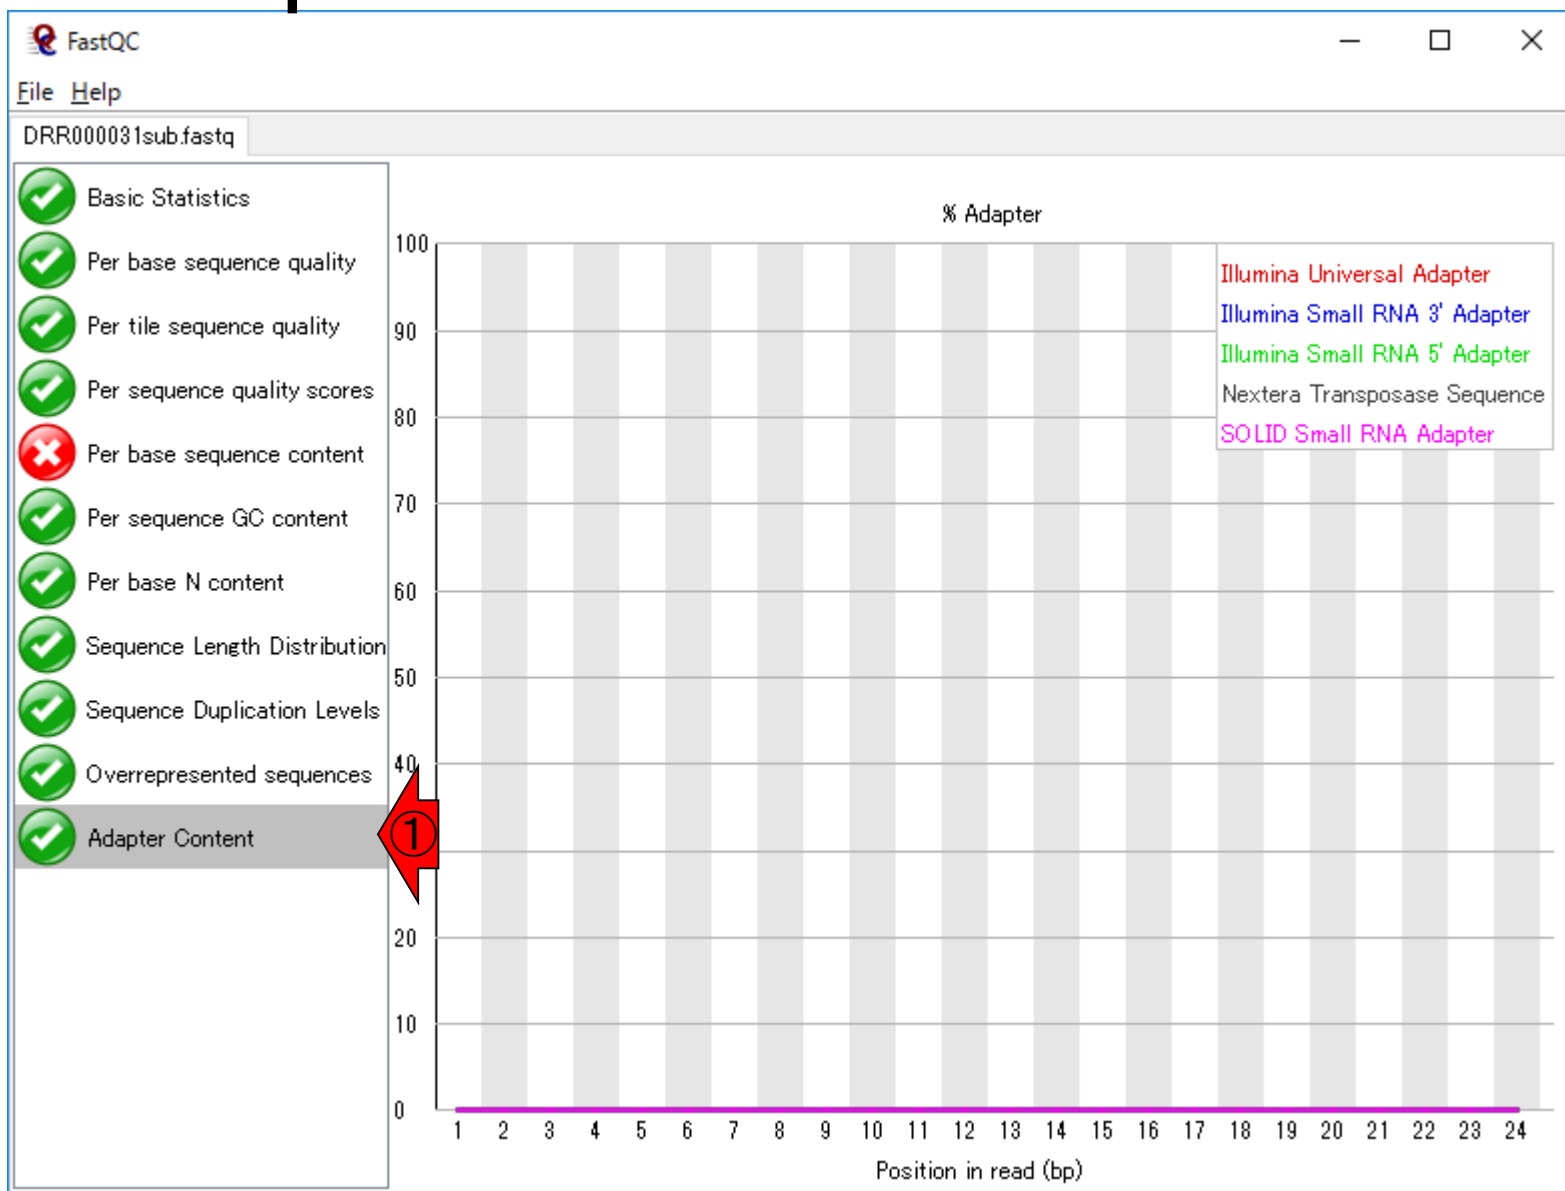 FastQC
File Help
DRR000031sub.fastq
Basic Statistics
Per base sequence quality
Per tile sequence quality
Per sequence quality scores
Per base sequence content
Per sequence GC content
Per base N content
Sequence Length Distribution
Sequence Duplication Levels
Overrepresented sequences
Adapter Content
①
% Adapter
100
90
80
70
60
50
40
20
10
0
Illumina Universal Adapter
Illumina Small RNA 3' Adapter
Illumina Small RNA 5' Adapter
Nextera Transposase Sequence
SOLID Small RNA Adapter
1 2 3 4 5 6 7 8 9 10 11 12 13 14 15 16 17 18 19 20 21 22 23 24
Position in read (bp)